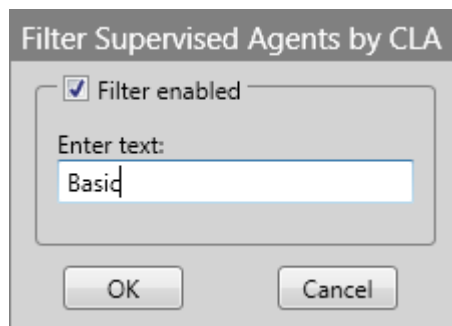 Filter Supervised Agents by CLA
Filter enabled
Enter text:
Basic
OK
Cancel